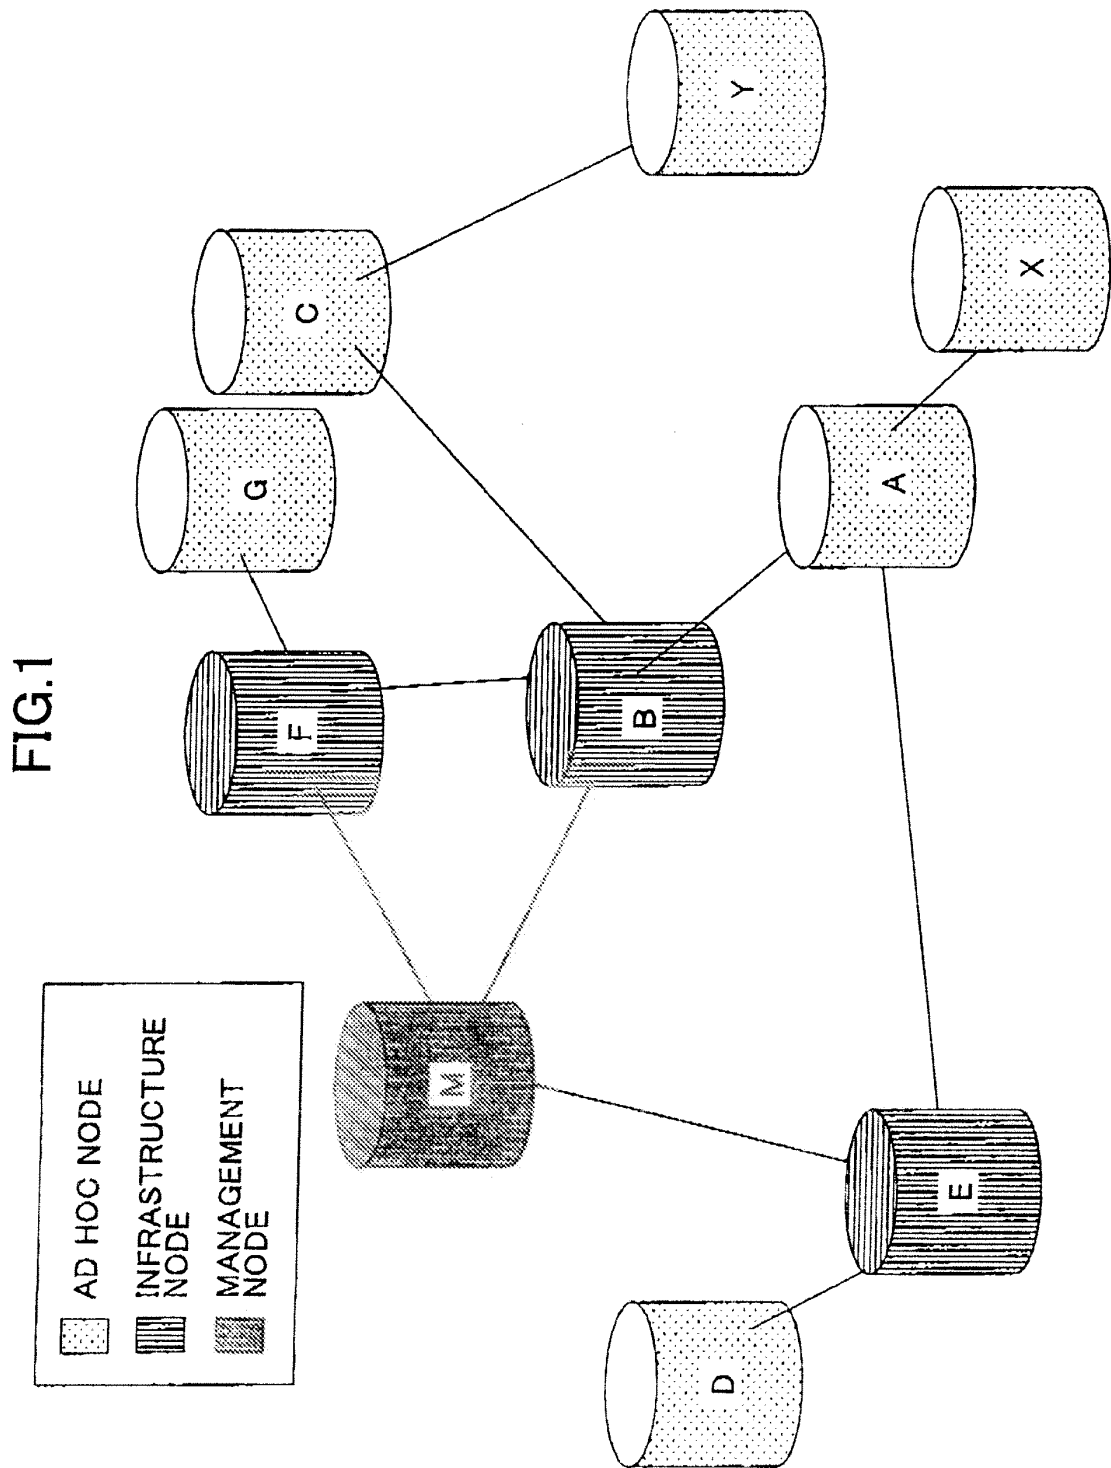 FIG.1
AD HOC NODE
INFRASTRUCTURE
NODE
MANAGEMENT
NODE
G
C
F
Y
M
B
X
A
D
E